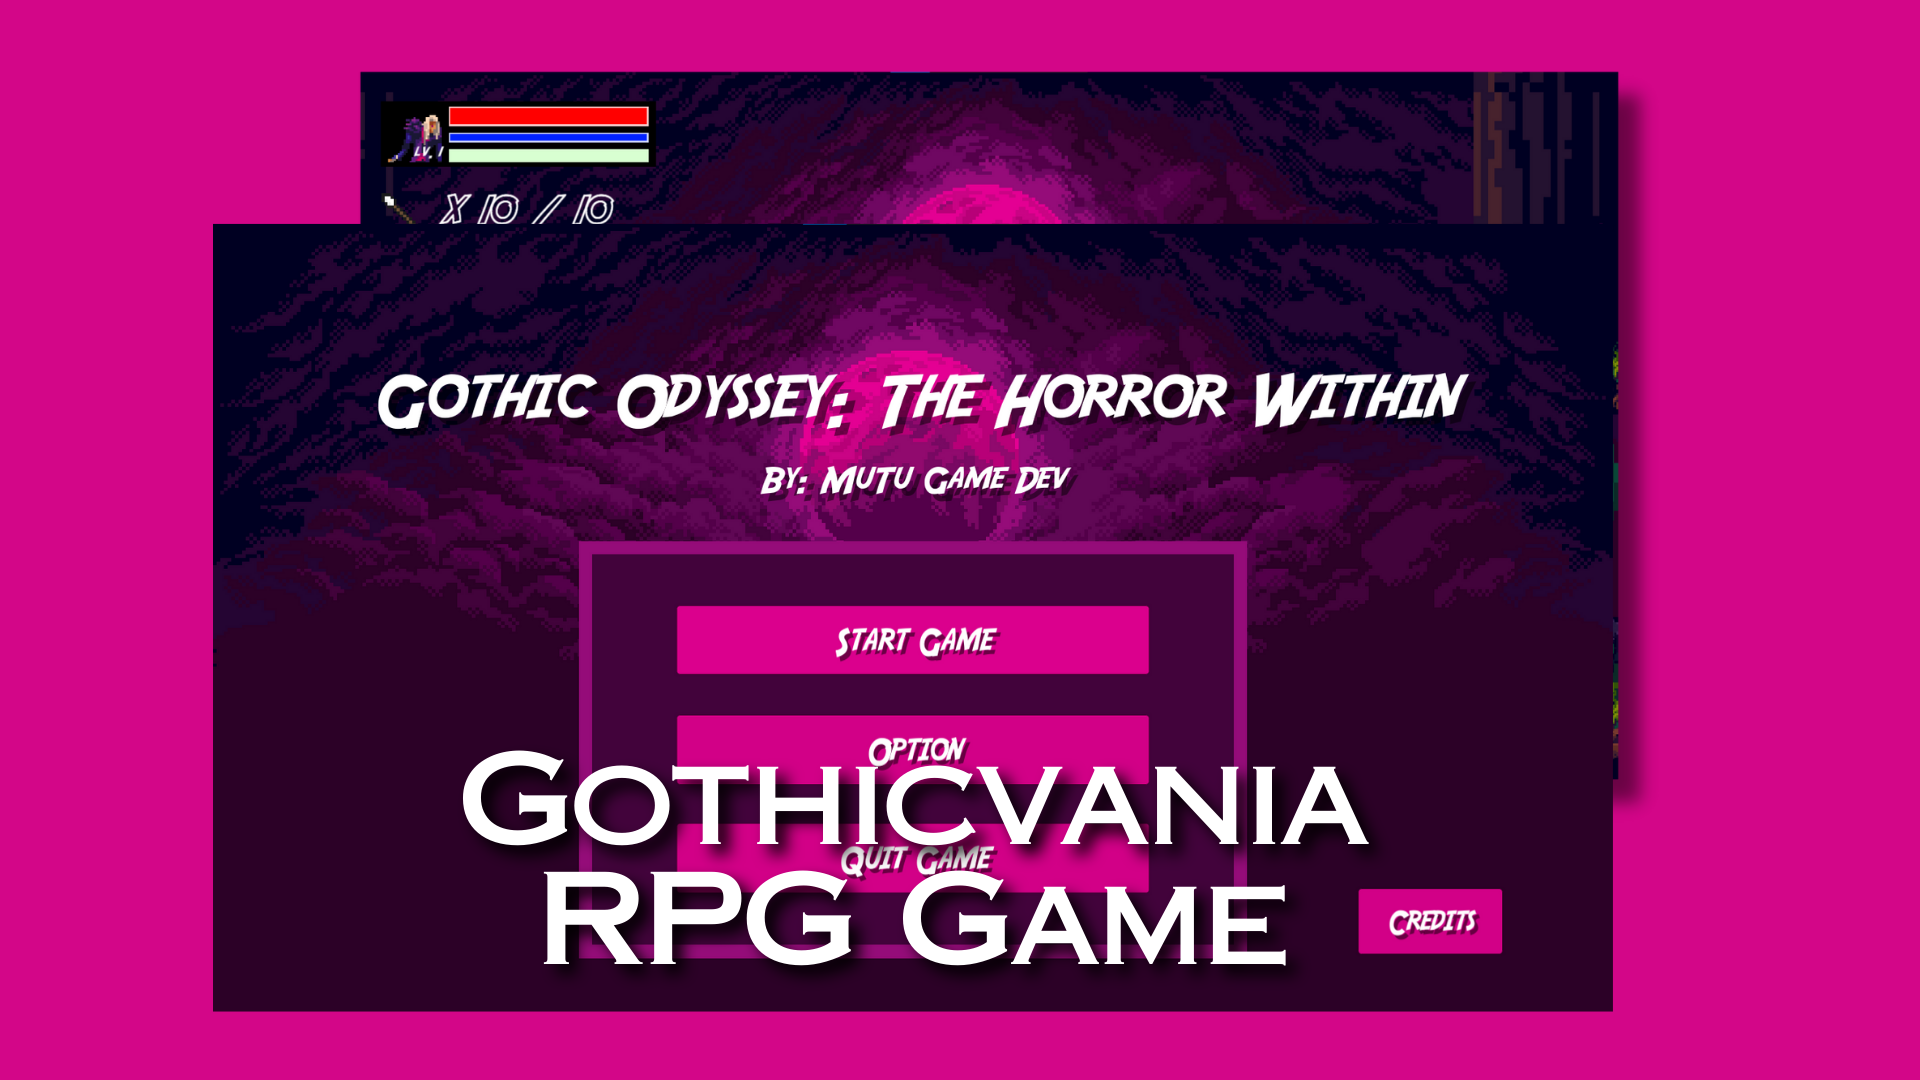 LV. 1
X 10 / 10
Gothic Odyssey: The Horror Within
by: Mutu Game Dev
Start Game
Option
Gothicvania
Quit Game
RPG Game
Credits